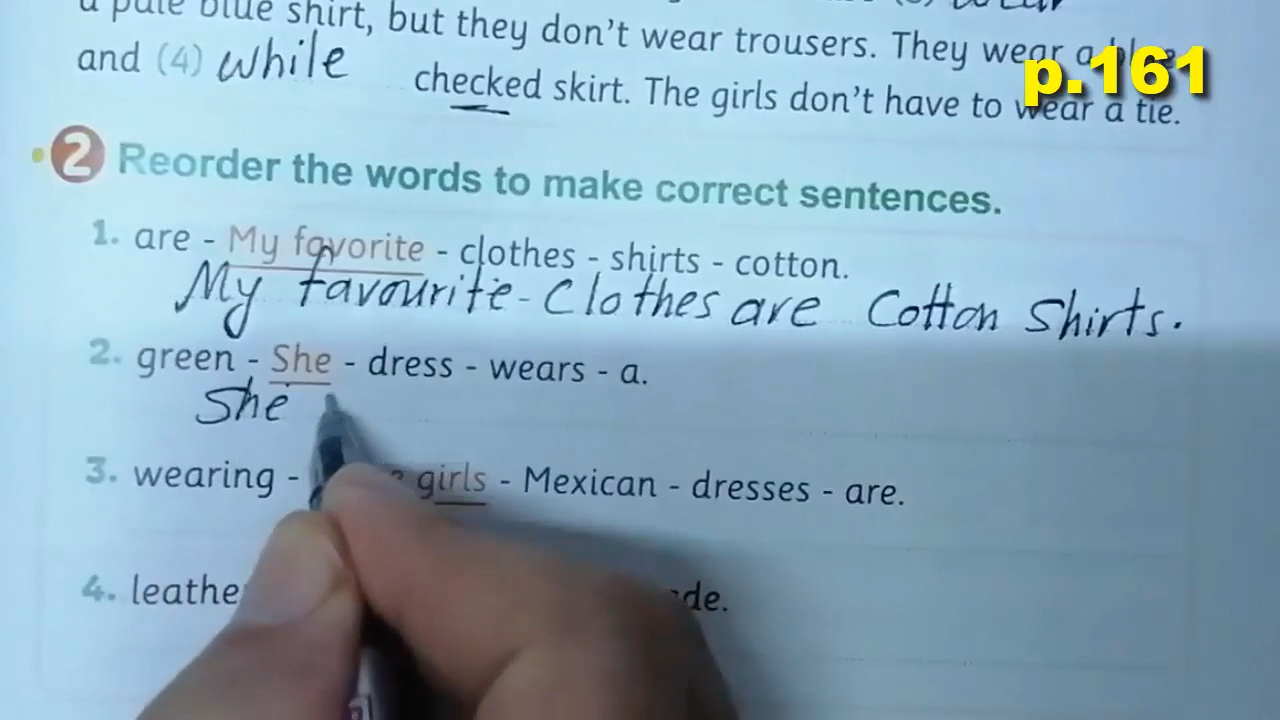 a pale blue shirt, but they don't wear trousers. They wear a
and (4) while checked skirt. The girls don't have to wear a tie.
p.161
2 Reorder the words to make correct sentences.
1. are - My favorite - clothes - shirts - cotton.
My favourite - Clothes are Cotton Shirts.
2. green - She - dress - wears - a.
She
3. wearing - girls - Mexican - dresses - are.
4.